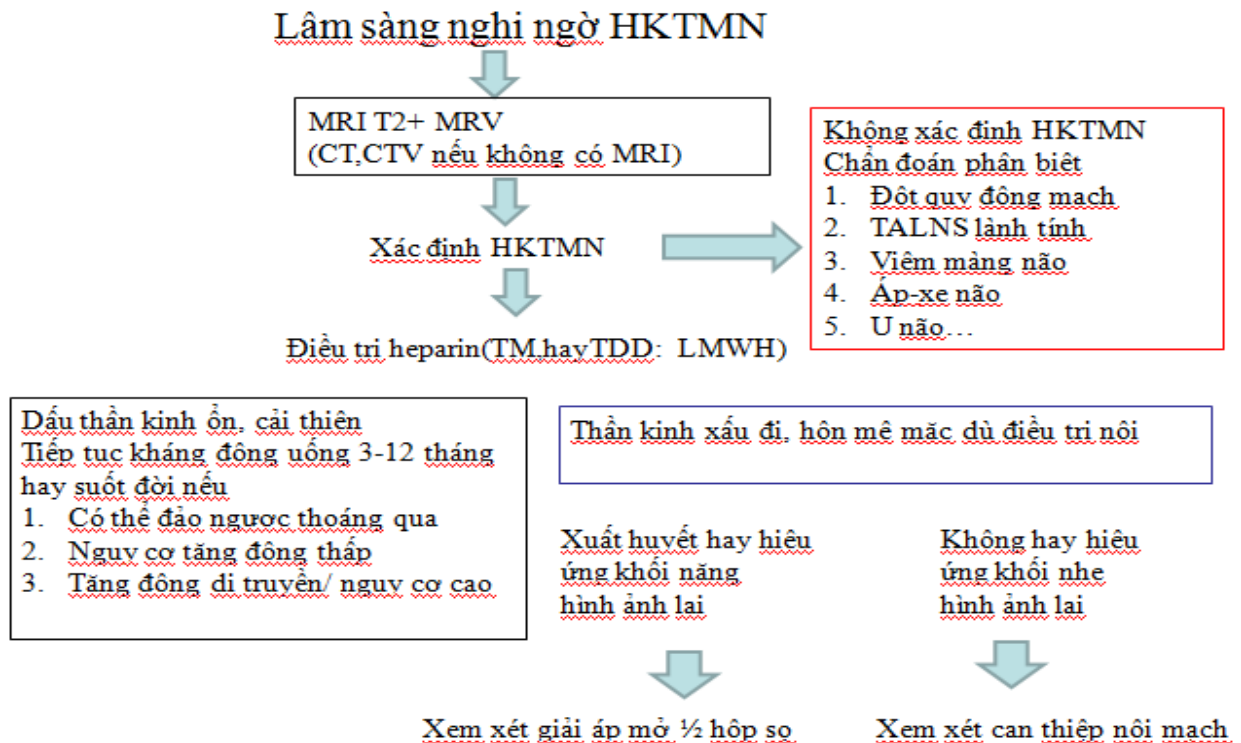 Lâm sàng nghi ngờ HKTMN
MRI T2+ MRV
(CT,CTV nếu không có MRI)
Xác định HKTMN
Không xác định HKTMN
Chẩn đoán phân biệt
1. Đột quỵ động mạch
2. TALNS lành tính
3. Viêm màng não
4. Áp-xe não
5. U não…
Điều trị heparin(TM,hayTDD: LMWH)
Dấu thần kinh ổn, cải thiện
Tiếp tục kháng đông uống 3-12 tháng
hay suốt đời nếu
1. Có thể đảo ngược thoáng qua
2. Nguy cơ tăng đông thấp
3. Tăng đông di truyền/ nguy cơ cao
Thần kinh xấu đi, hôn mê mặc dù điều trị nội
Xuất huyết hay hiệu
ứng khối nặng
hình ảnh lại
Không hay hiệu
ứng khối nhẹ
hình ảnh lại
Xem xét giải áp mở ½ hộp sọ
Xem xét can thiệp nội mạch